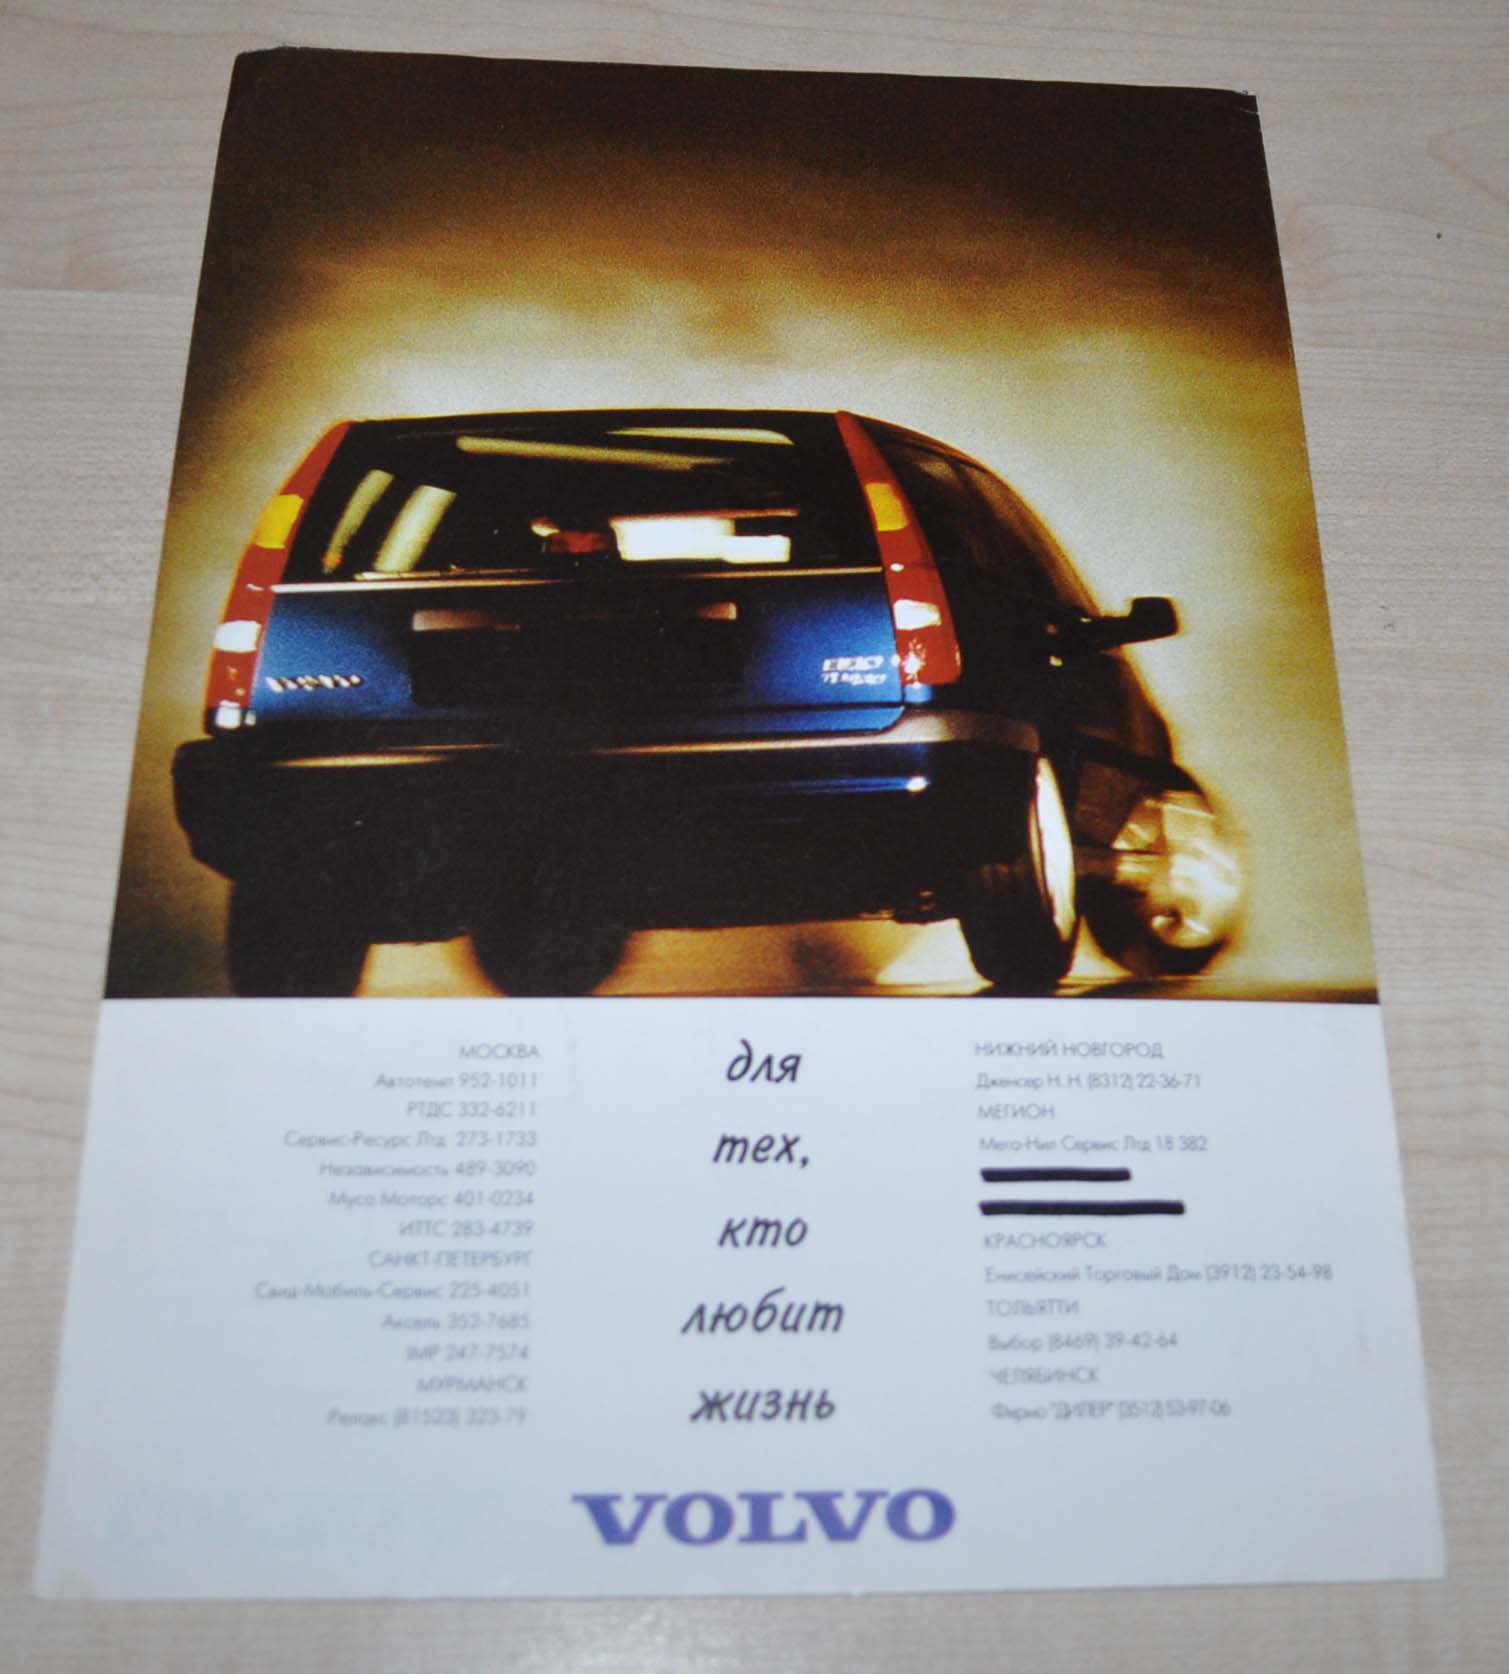 850
МОСКВА
Автотемп 952-1011
РТДС 332-6211
Сервис-Ресурс Лтд 273-1733
Независимость 489-3090
Муса Моторс 401-0234
ИТТС 283-4739
САНКТ-ПЕТЕРБУРГ
Свид-Мобиль-Сервис 225-4051
Аксель 352-7685
IMP 247-7574
МУРМАНСК
Релакс (81523) 323-79
для
тех,
кто
любит
жизнь
НИЖНИЙ НОВГОРОД
Дженсер Н. Н. (8312) 22-36-71
МЕГИОН
Мега-Нил Сервис Лтд 18 382
КРАСНОЯРСК
Енисейский Торговый Дом (3912) 23-54-98
ТОЛЬЯТТИ
Выбор (8469) 39-42-64
ЧЕЛЯБИНСК
Фирма "ДИЛЕР" (3512) 53-97-06
VOLVO